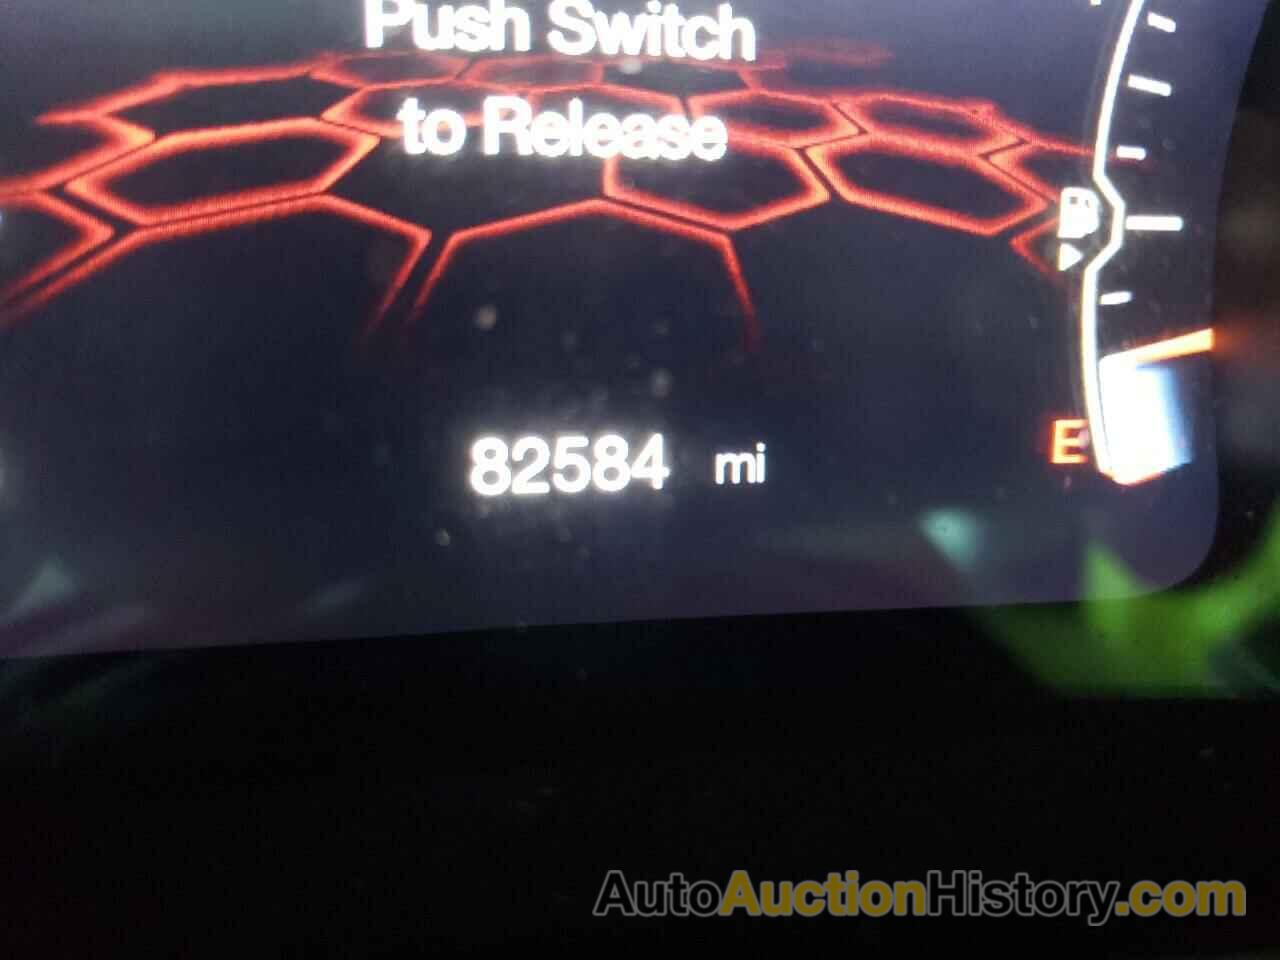 Push Switch
to Release
82584 mi
E
AutoAuctionHistory.com